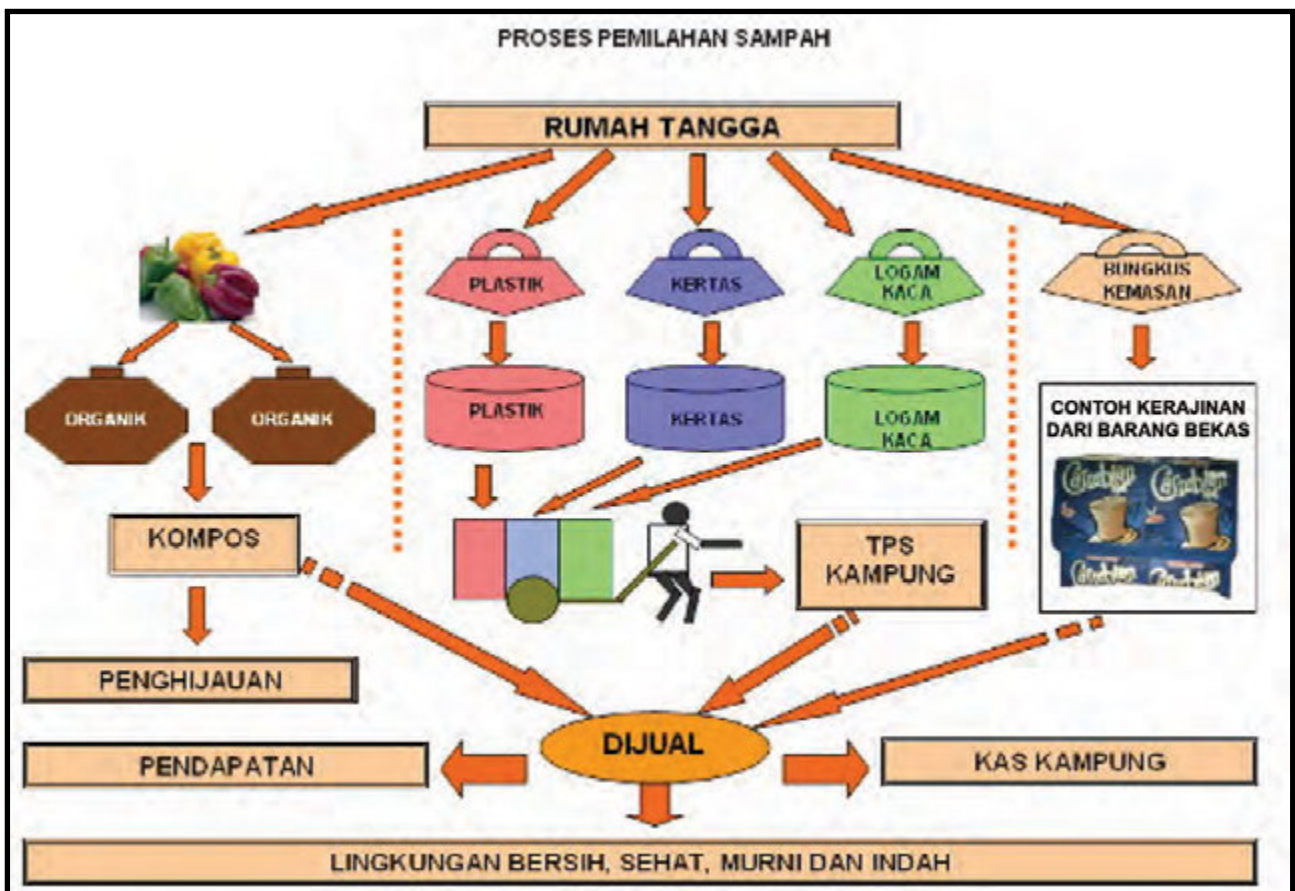 PROSES PEMILAHAN SAMPAH
RUMAH TANGGA
PLASTIK
KERTAS
LOGAM
KACA
BUNGKUS
KEMASAN
ORGANIK
ORGANIK
PLASTIK
KERTAS
LOGAM
KACA
CONTOH KERAJINAN
DARI BARANG BEKAS
KOMPOS
TPS
KAMPUNG
PENGHIJAUAN
DIJUAL
PENDAPATAN
KAS KAMPUNG
LINGKUNGAN BERSIH, SEHAT, MURNI DAN INDAH